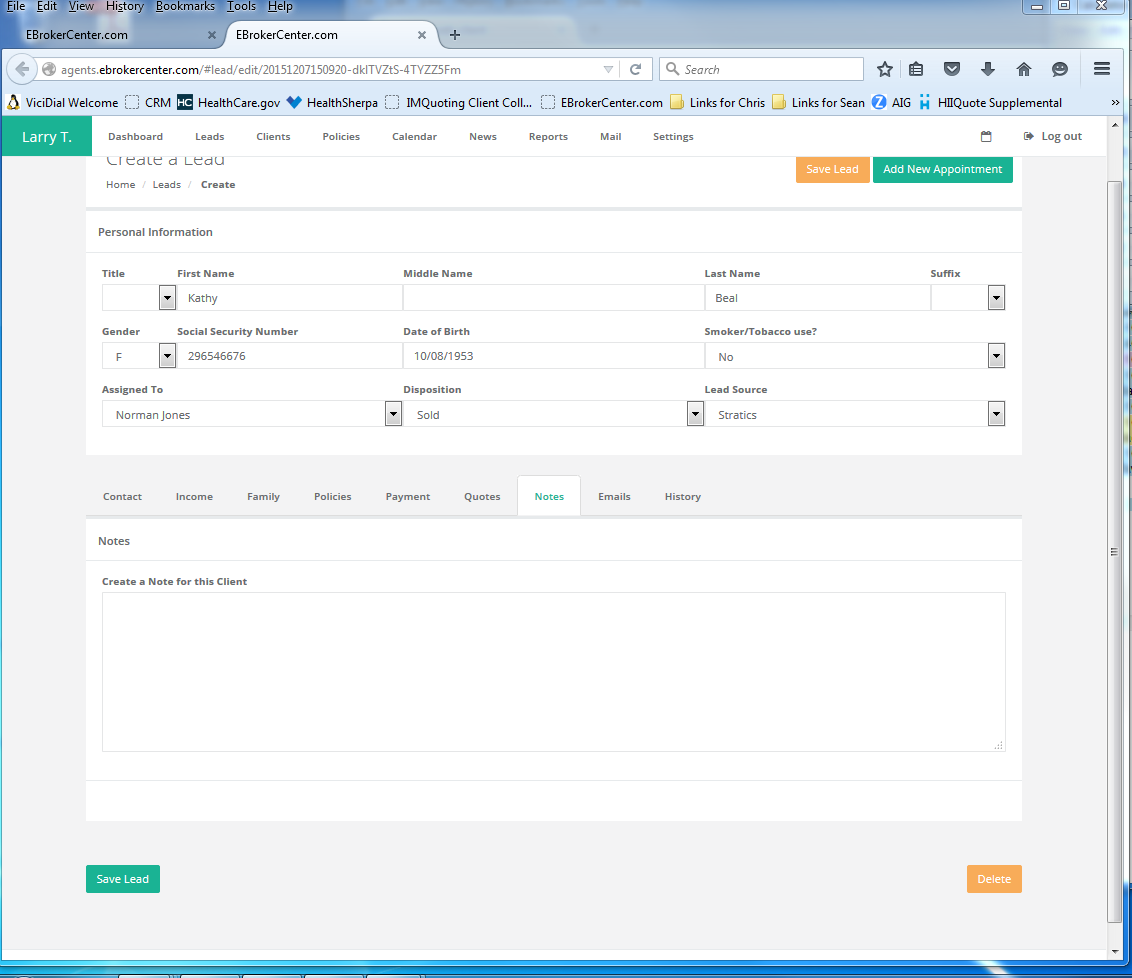 File Edit View History Bookmarks Tools Help
EBrokerCenter.com × EBrokerCenter.com × +
agents.ebrokercenter.com/#lead/edit/20151207150920-dkITVZtS-4TYZZ5Fm Search
ViciDial Welcome CRM HC HealthCare.gov HealthSherpa IMQuoting Client Coll... EBrokerCenter.com Links for Chris Links for Sean Z AIG HIIQuote Supplemental »
Larry T. Dashboard Leads Clients Policies Calendar News Reports Mail Settings Log out
Create a Lead
Save Lead Add New Appointment
Home / Leads / Create
Personal Information
Title First Name Middle Name Last Name Suffix
Kathy Beal
Gender Social Security Number Date of Birth Smoker/Tobacco use?
F 296546676 10/08/1953 No
Assigned To Disposition Lead Source
Norman Jones Sold Stratics
Contact Income Family Policies Payment Quotes Notes Emails History
Notes
Create a Note for this Client
Save Lead Delete